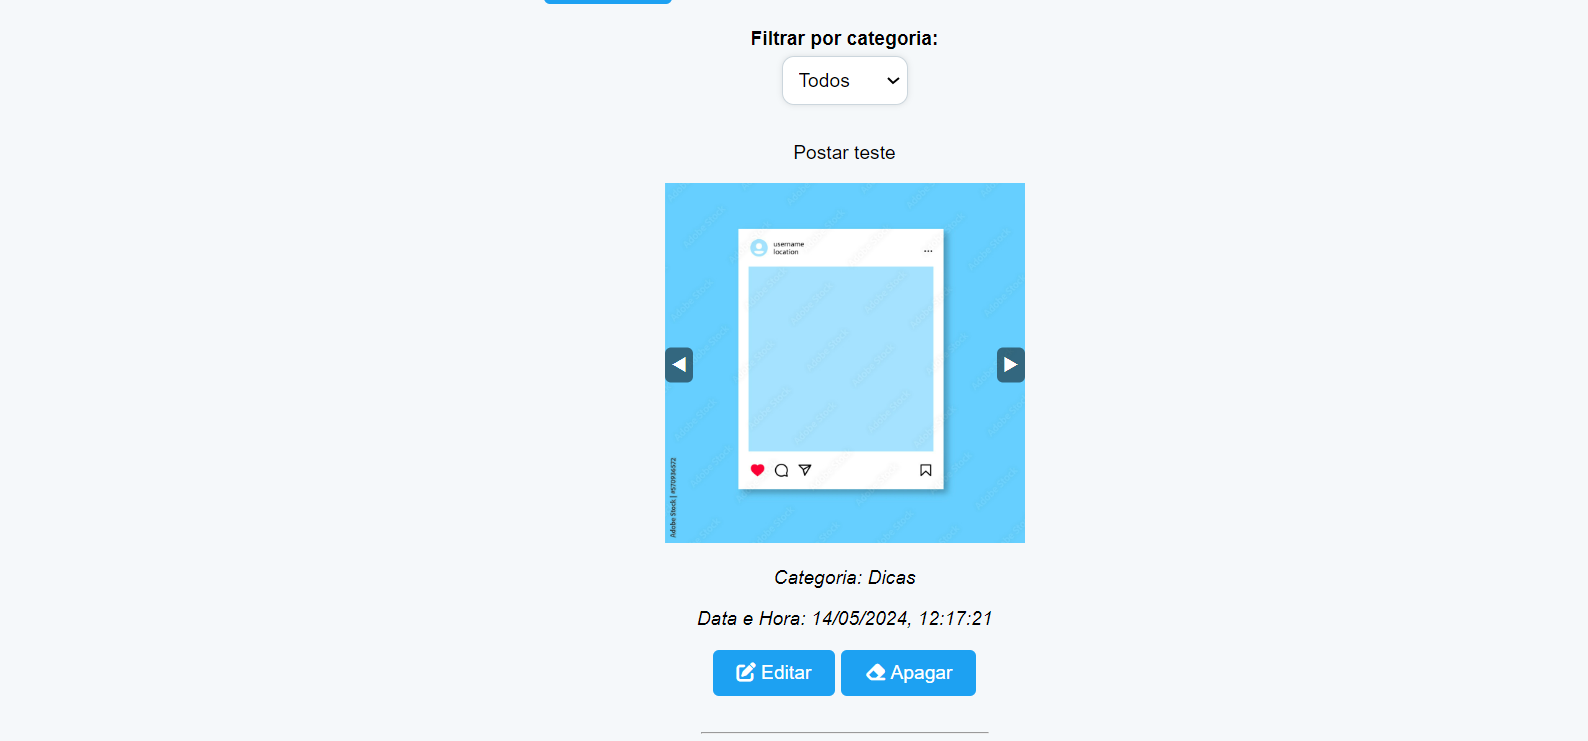 Filtrar por categoria:
Todos
Postar teste
username
location
Adobe Stock | #570936572
Categoria: Dicas
Data e Hora: 14/05/2024, 12:17:21
Editar
Apagar